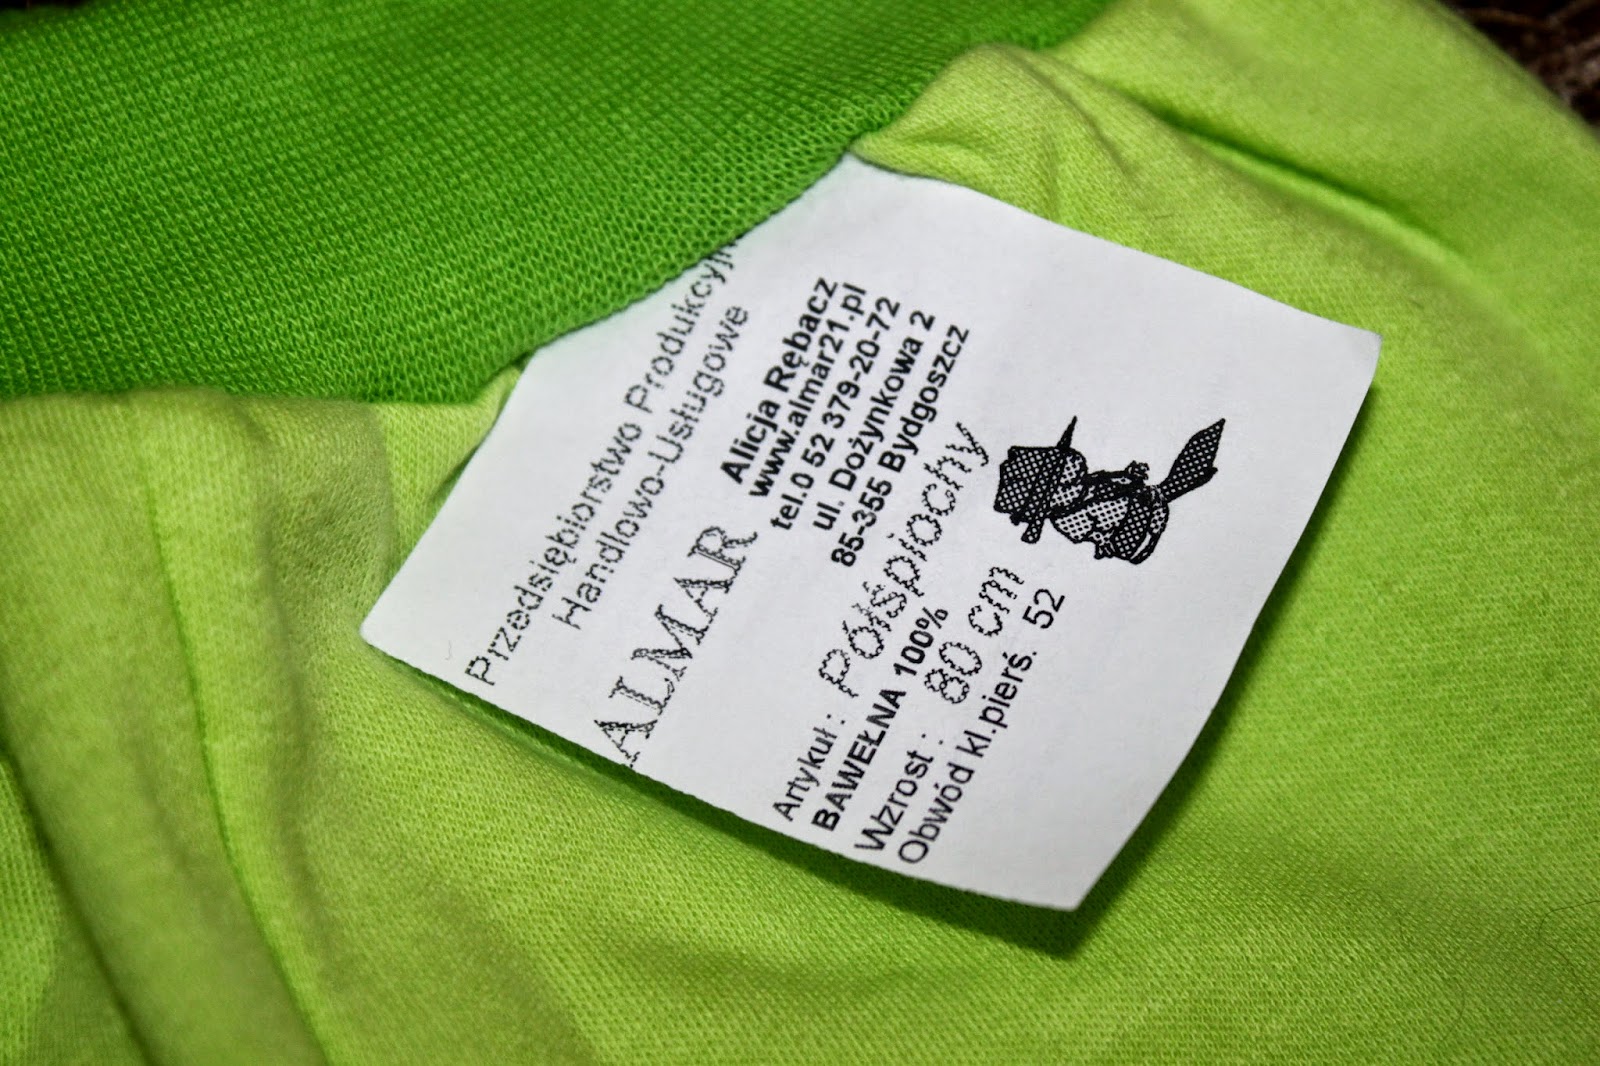 Przedsiębiorstwo Produkcyjn
Handlowo-Usługowe
ALMAR
Alicja Rębacz
www.almar21.pl
tel.0 52 379-20-72
ul. Dożynkowa 2
85-355 Bydgoszcz
Artykuł : Półśpiochy
BAWEŁNA 100%
Wzrost : 80 cm
Obwód kl.pierś. 52